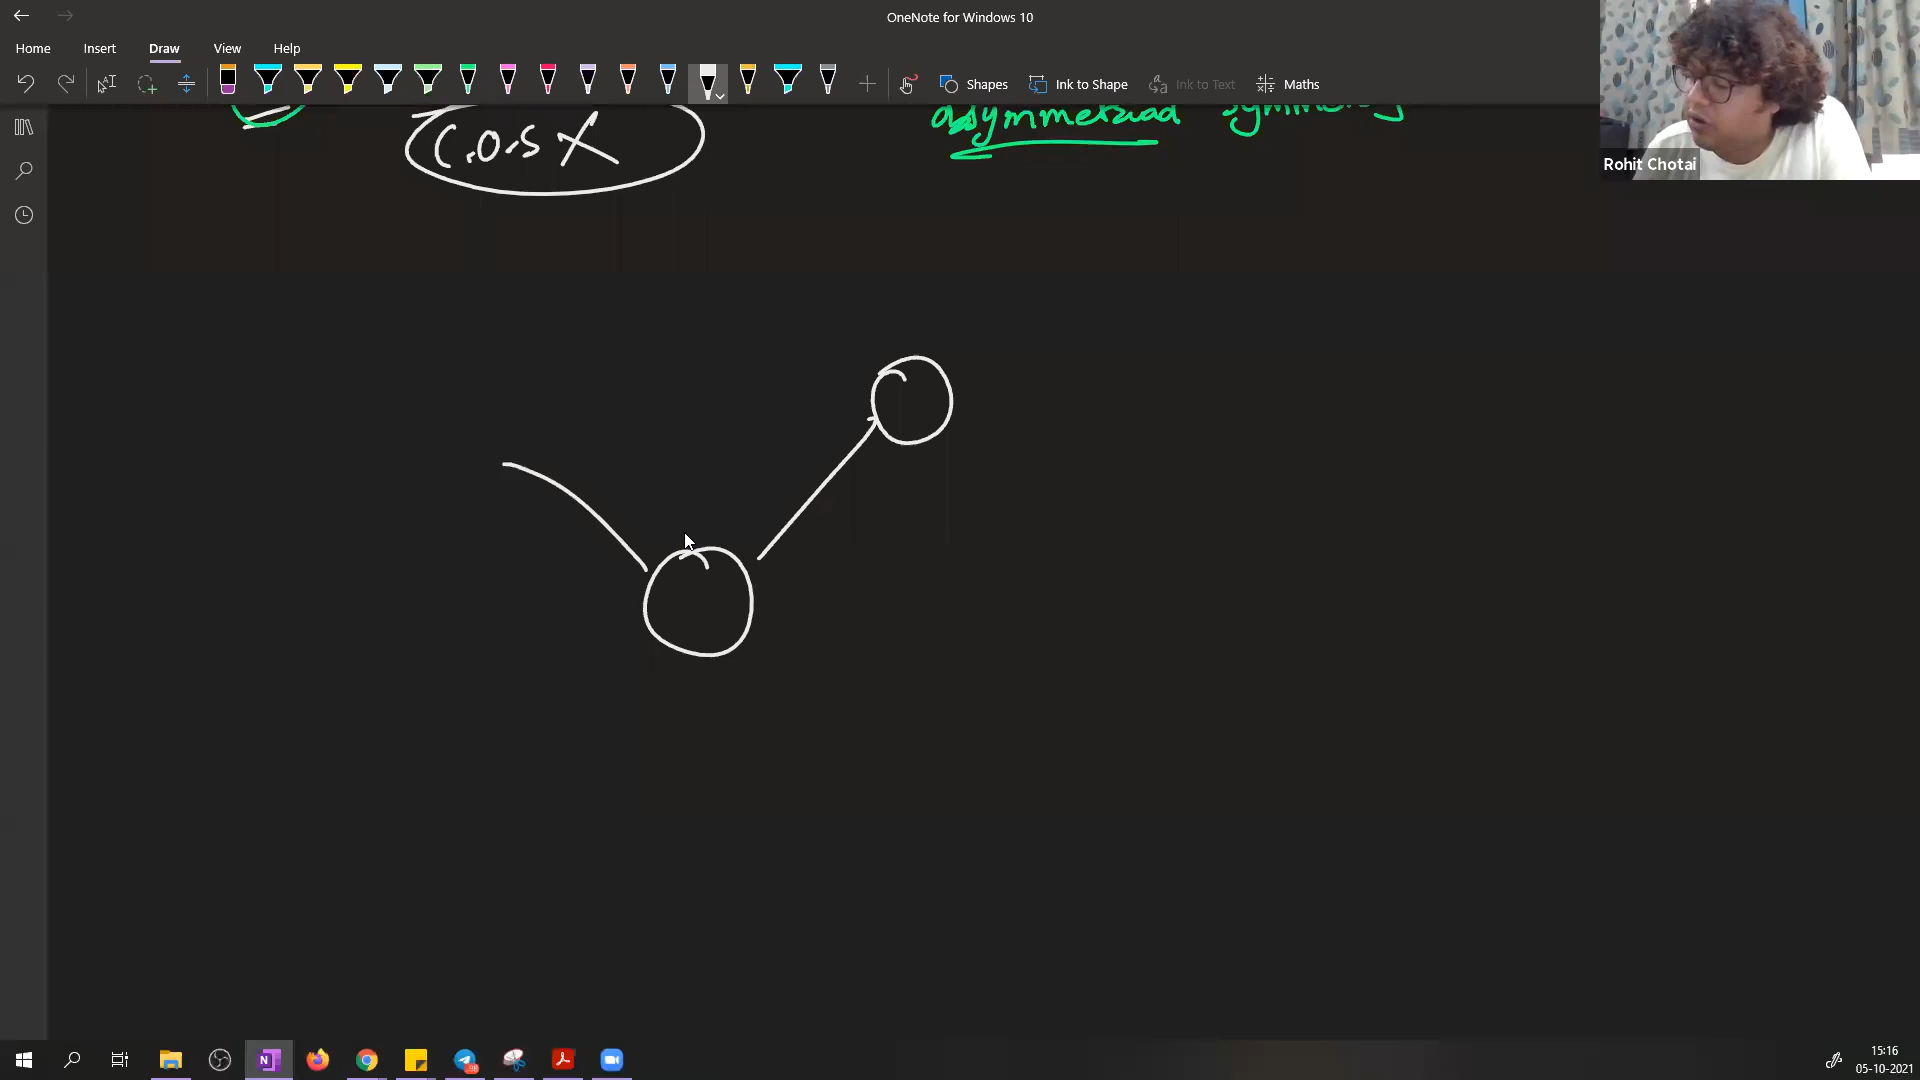 OneNote for Windows 10
Home Insert Draw View Help
Shapes Ink to Shape Ink to Text Maths
C.O.S X
Rohit Chotai
15:16
05-10-2021